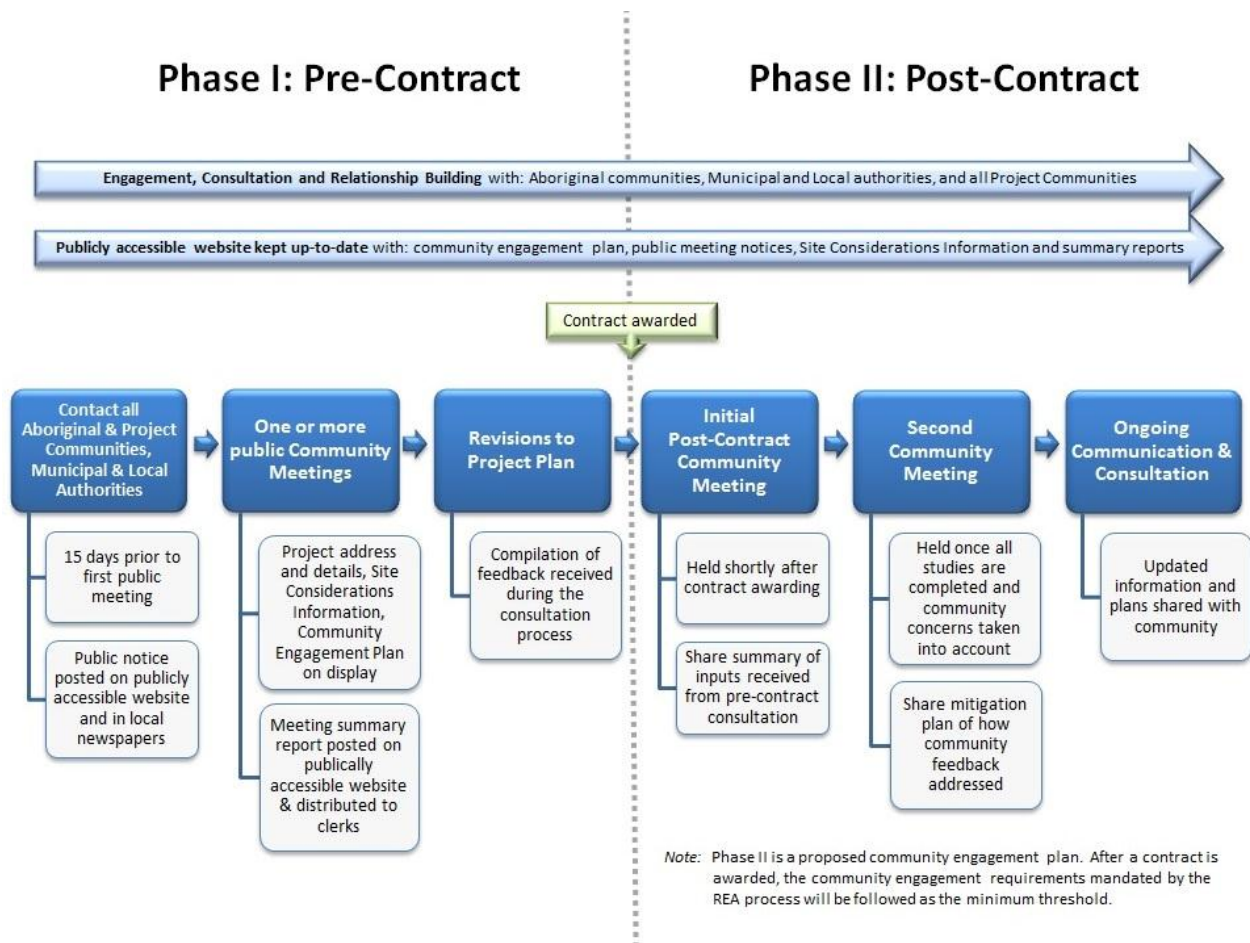 Phase I: Pre-Contract
Phase II: Post-Contract
Engagement, Consultation and Relationship Building with: Aboriginal communities, Municipal and Local authorities, and all Project Communities
Publicly accessible website kept up-to-date with: community engagement plan, public meeting notices, Site Considerations Information and summary reports
Contract awarded
Contact all
Aboriginal & Project
Communities,
Municipal & Local
Authorities
15 days prior to
first public
meeting
Public notice
posted on publicly
accessible website
and in local
newspapers
One or more
public Community
Meetings
Project address
and details, Site
Considerations
Information,
Community
Engagement Plan
on display
Meeting summary
report posted on
publically
accessible website
& distributed to
clerks
Revisions to
Project Plan
Compilation of
feedback received
during the
consultation
process
Initial
Post-Contract
Community
Meeting
Held shortly after
contract awarding
Share summary of
inputs received
from pre-contract
consultation
Second
Community
Meeting
Held once all
studies are
completed and
community
concerns taken
into account
Share mitigation
plan of how
community
feedback
addressed
Ongoing
Communication &
Consultation
Updated
information and
plans shared with
community
Note: Phase II is a proposed community engagement plan. After a contract is
awarded, the community engagement requirements mandated by the
REA process will be followed as the minimum threshold.